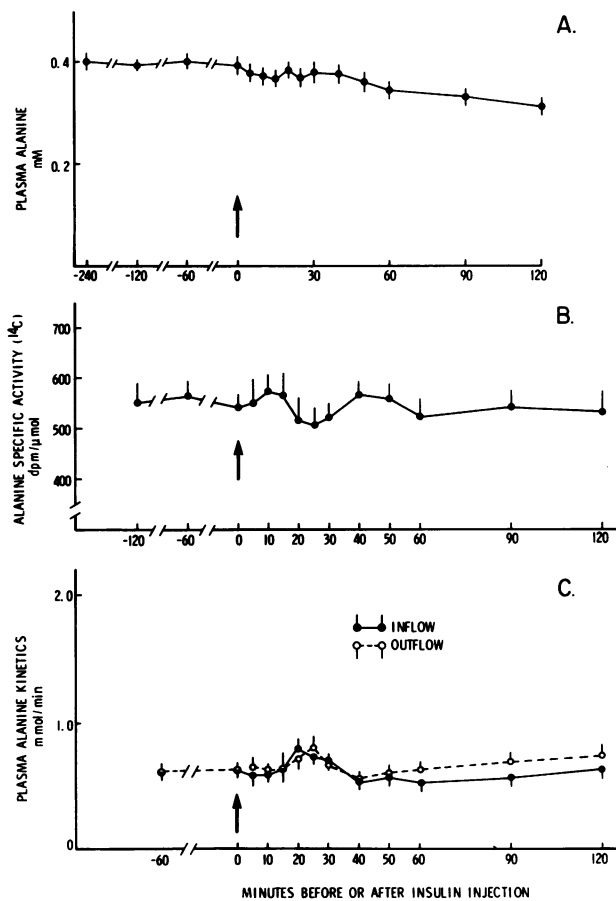 A.
PLASMA ALANINE
mM
0.4
0.2
-240 -120 -60 0 30 60 90 120
B.
ALANINE SPECIFIC ACTIVITY (¹⁴C)
dpm/µmol
700
600
500
400
-120 -60 0 10 20 30 40 50 60 90 120
C.
PLASMA ALANINE KINETICS
mmol/min
2.0
1.0
0
INFLOW
OUTFLOW
-60 0 10 20 30 40 50 60 90 120
MINUTES BEFORE OR AFTER INSULIN INJECTION